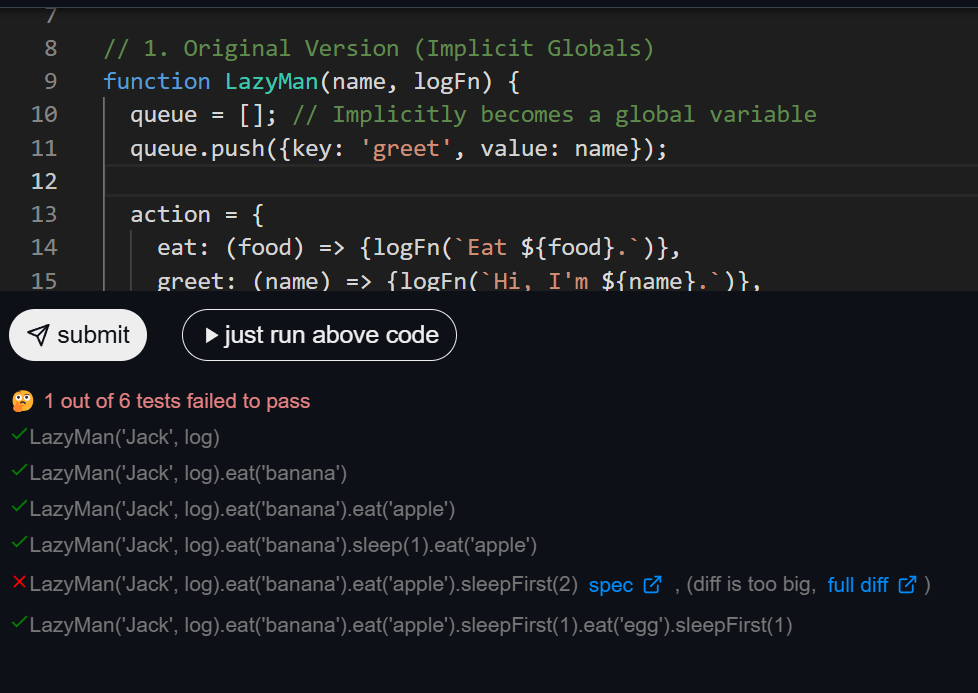 7
8 // 1. Original Version (Implicit Globals)
9 function LazyMan(name, logFn) {
10 queue = []; // Implicitly becomes a global variable
11 queue.push({key: 'greet', value: name});
12
13 action = {
14 eat: (food) => {logFn(`Eat ${food}.`)},
15 greet: (name) => {logFn(`Hi, I'm ${name}.`)},
submit just run above code
1 out of 6 tests failed to pass
LazyMan('Jack', log)
LazyMan('Jack', log).eat('banana')
LazyMan('Jack', log).eat('banana').eat('apple')
LazyMan('Jack', log).eat('banana').sleep(1).eat('apple')
LazyMan('Jack', log).eat('banana').eat('apple').sleepFirst(2) spec , (diff is too big, full diff )
LazyMan('Jack', log).eat('banana').eat('apple').sleepFirst(1).eat('egg').sleepFirst(1)